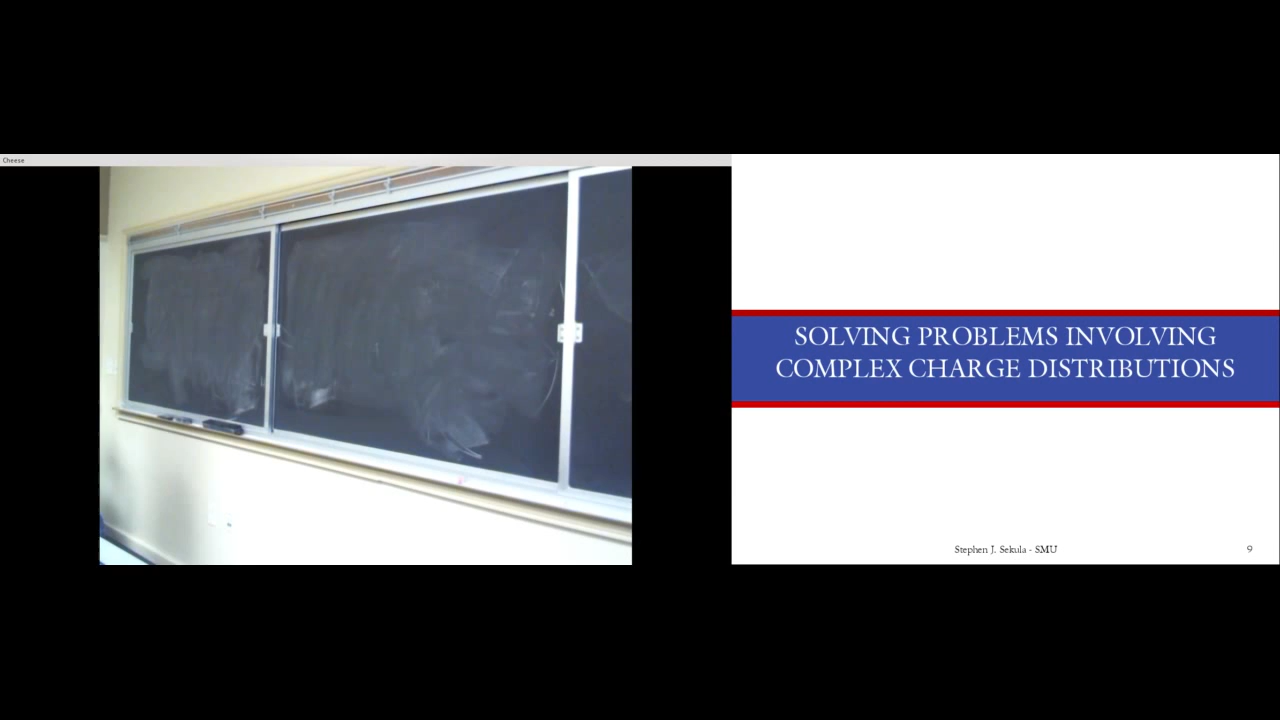 Cheese
SOLVING PROBLEMS INVOLVING
COMPLEX CHARGE DISTRIBUTIONS
Stephen J. Sekula - SMU
9